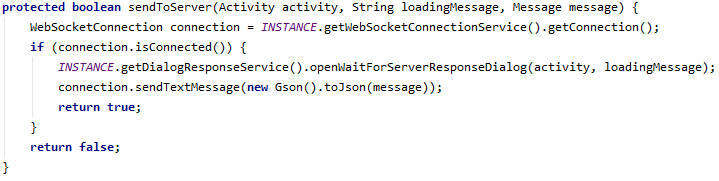 protected boolean sendToServer(Activity activity, String loadingMessage, Message message) {
    WebSocketConnection connection = INSTANCE.getWebSocketConnectionService().getConnection();
    if (connection.isConnected()) {
        INSTANCE.getDialogResponseService().openWaitForServerResponseDialog(activity, loadingMessage);
        connection.sendTextMessage(new Gson().toJson(message));
        return true;
    }
    return false;
}